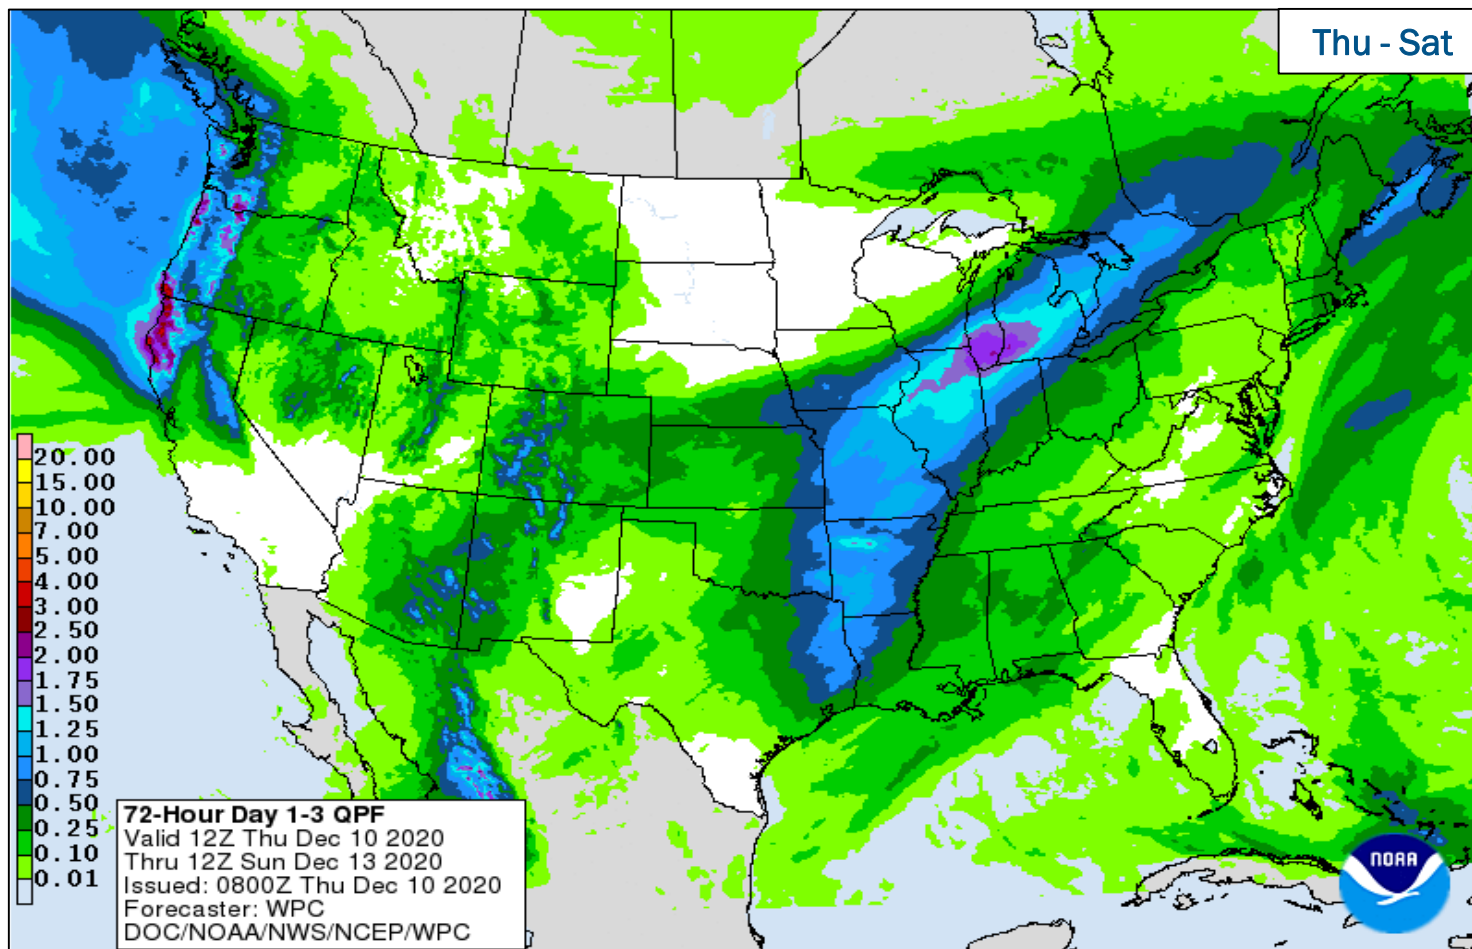 Thu - Sat
20.00
15.00
10.00
7.00
5.00
4.00
3.00
2.50
2.00
1.75
1.50
1.25
1.00
0.75
0.50
0.25
0.10
0.01
72-Hour Day 1-3 QPF
Valid 12Z Thu Dec 10 2020
Thru 12Z Sun Dec 13 2020
Issued: 0800Z Thu Dec 10 2020
Forecaster: WPC
DOC/NOAA/NWS/NCEP/WPC
NOAA